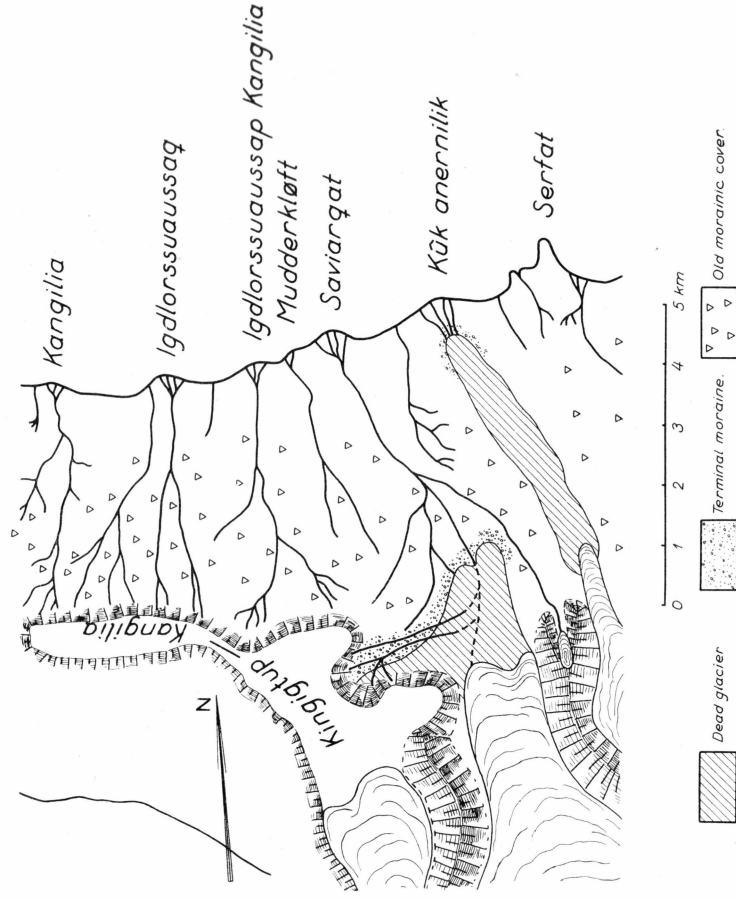 Kangilia
Igdlorssuaussaq
Igdlorssuaussap Kangilia
Mudderkløft
Saviarqat
Kûk anernilik
Serfat
Kingigtup Kangilia
N
0 1 2 3 4 5 km
Dead glacier
Terminal moraine.
Old morainic cover.